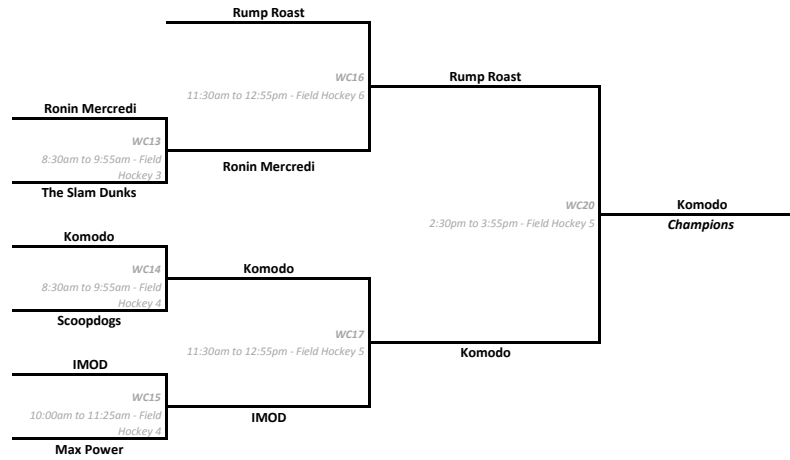 Rump Roast
WC16
11:30am to 12:55pm - Field Hockey 6
Rump Roast
Ronin Mercredi
WC13
8:30am to 9:55am - Field
Hockey 3
Ronin Mercredi
The Slam Dunks
WC20
2:30pm to 3:55pm - Field Hockey 5
Komodo
Champions
Komodo
WC14
8:30am to 9:55am - Field
Hockey 4
Komodo
Scoopdogs
WC17
11:30am to 12:55pm - Field Hockey 5
Komodo
IMOD
WC15
10:00am to 11:25am - Field
Hockey 4
IMOD
Max Power